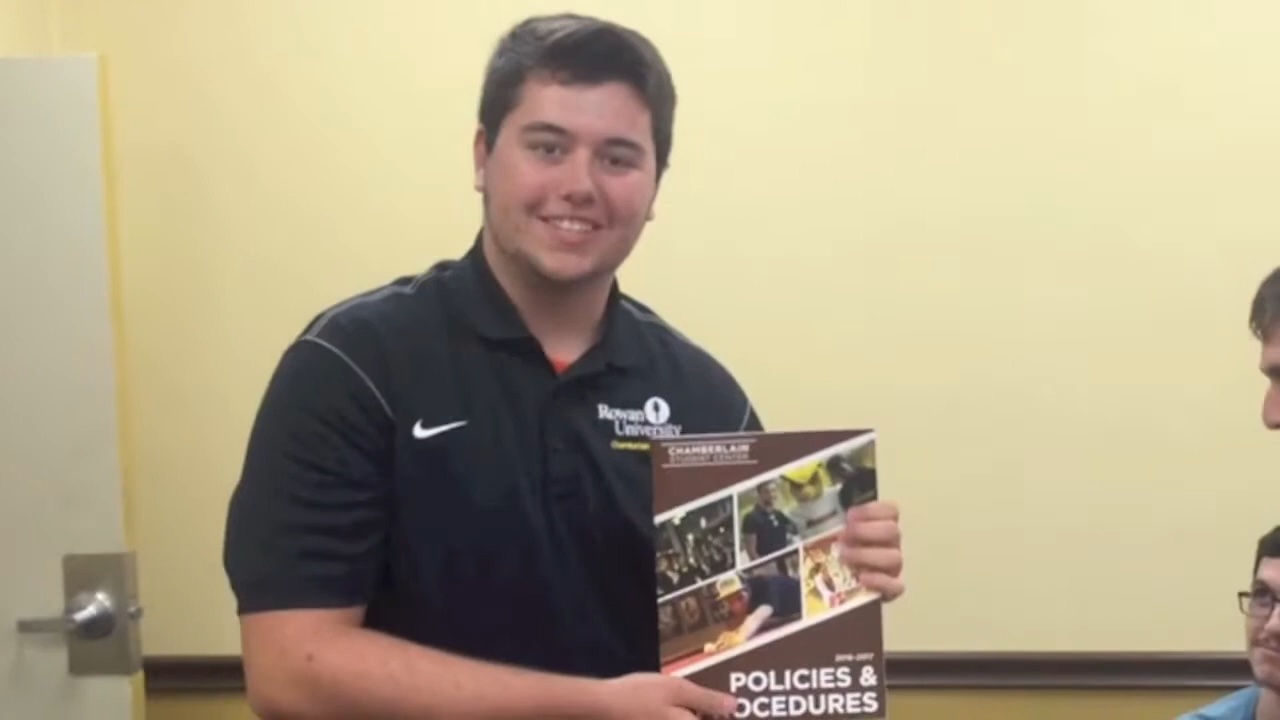 Rowan
University
CHAMBERLAIN
STUDENT CENTER
2016-2017
POLICIES &
OCEDURES